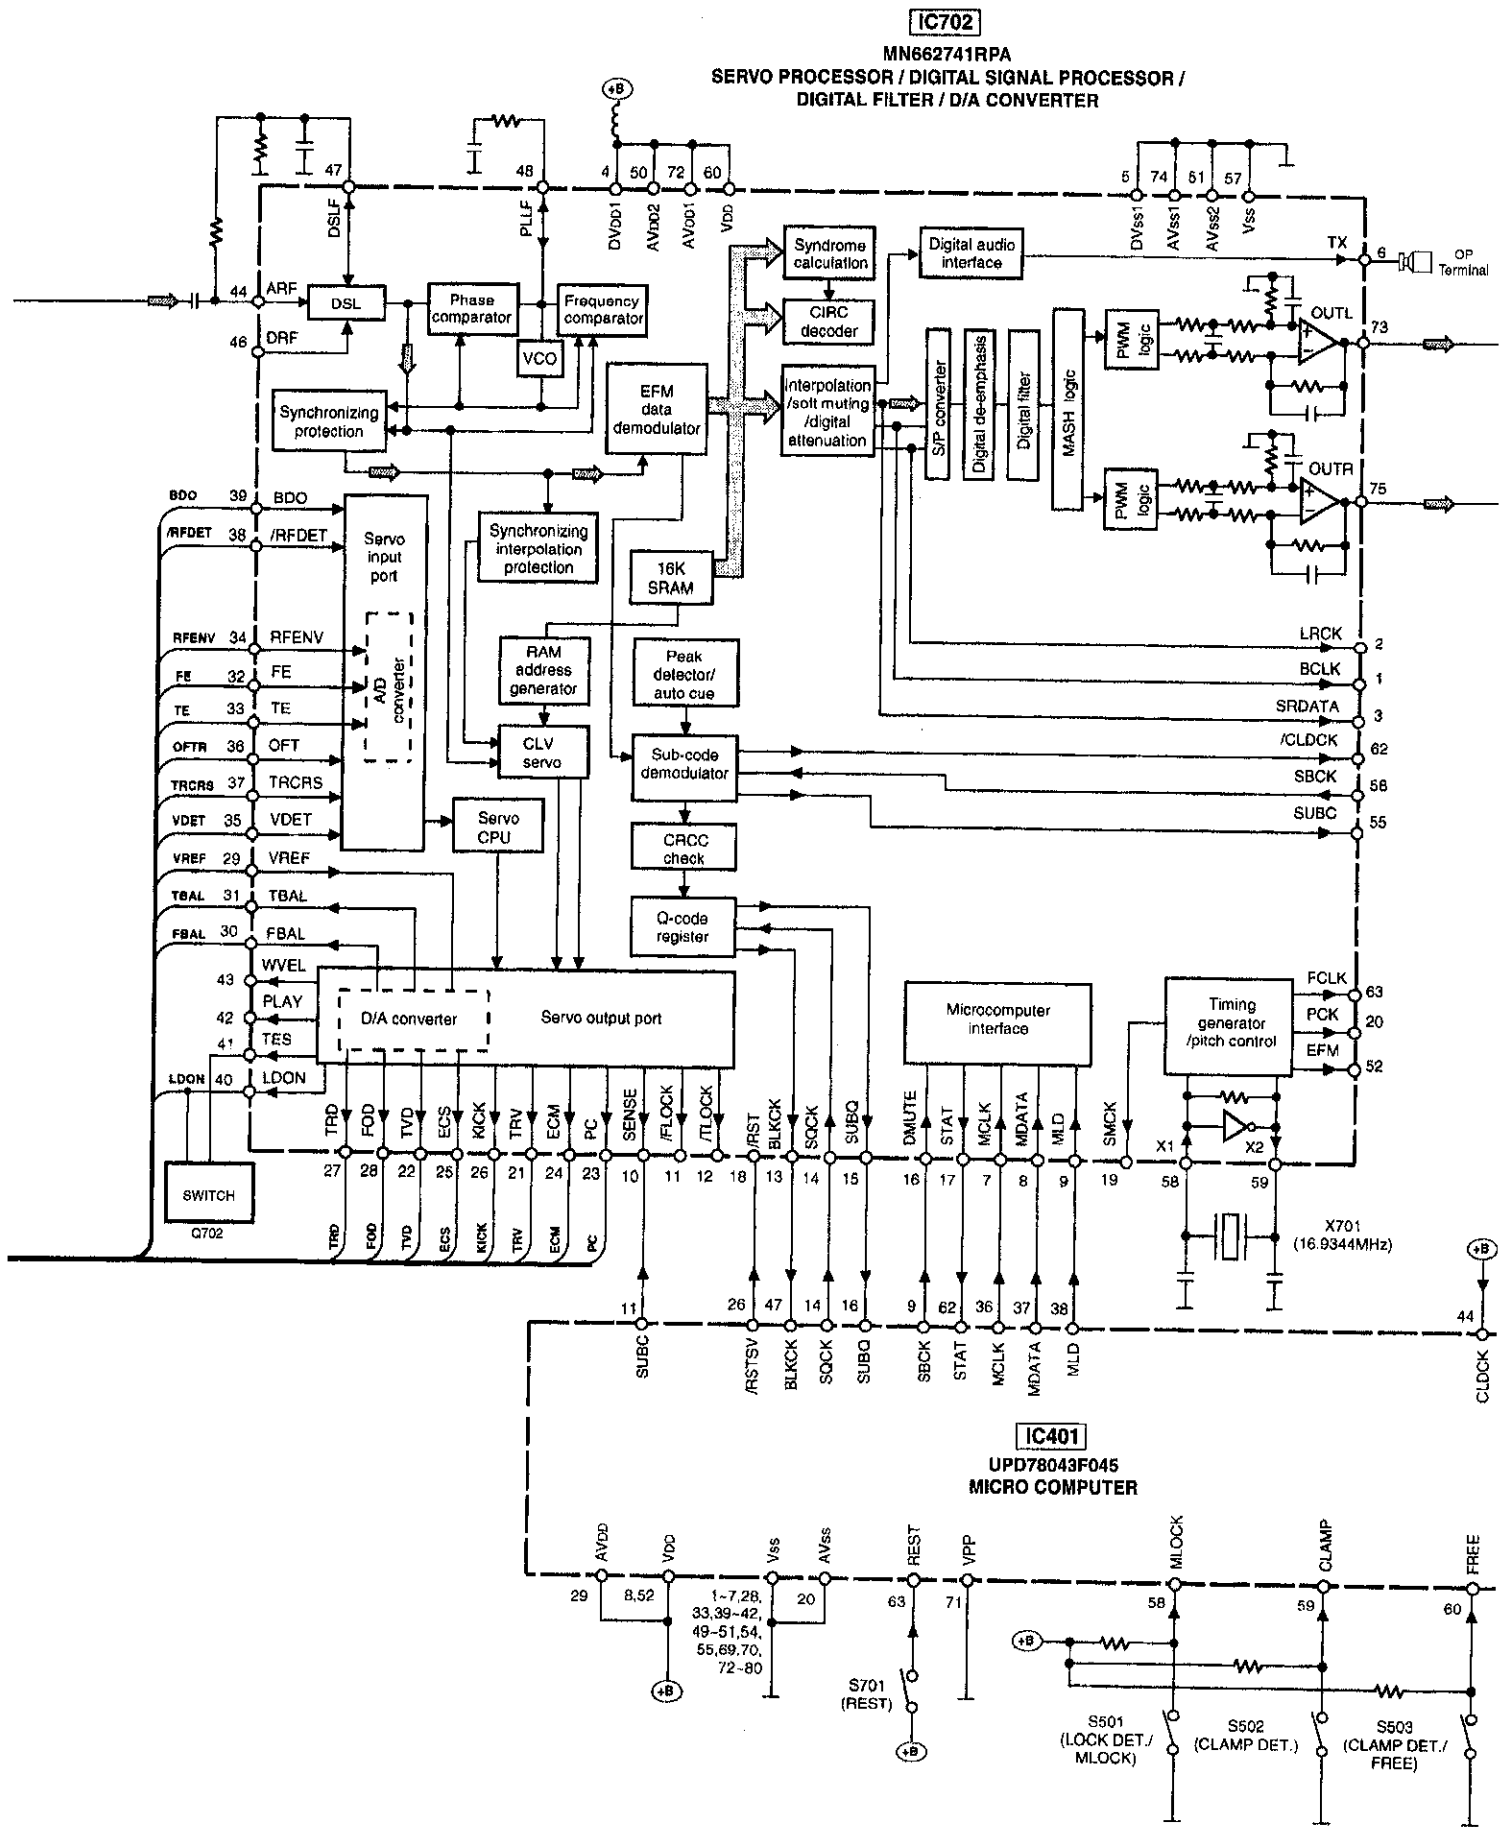 IC702
MN662741RPA
SERVO PROCESSOR / DIGITAL SIGNAL PROCESSOR /
DIGITAL FILTER / D/A CONVERTER
+B
47
48
4
50
72
60
5
74
51
57
DSLF
PLLF
DVDD1
AVDD2
AVDD1
VDD
DVss1
AVss1
AVss2
Vss
Syndrome
calculation
Digital audio
interface
TX
6
OP
Terminal
44
ARF
DSL
Phase
comparator
Frequency
comparator
CIRC
decoder
OUTL
73
46
DRF
VCO
PWM
logic
Synchronizing
protection
EFM
data
demodulator
Interpolation
/soft muting
/digital
attenuation
S/P converter
Digital de-emphasis
Digital filter
MASH logic
OUTR
75
PWM
logic
BDO
39
BDO
/RFDET
38
/RFDET
Servo
input
port
Synchronizing
interpolation
protection
16K
SRAM
RFENV
34
RFENV
FE
32
FE
TE
33
TE
OFTR
36
OFT
TRCRS
37
TRCRS
VDET
35
VDET
VREF
29
VREF
TBAL
31
TBAL
FBAL
30
FBAL
A/D
converter
RAM
address
generator
Peak
detector/
auto cue
LRCK
2
BCLK
1
SRDATA
3
/CLDCK
62
SBCK
56
SUBC
55
CLV
servo
Sub-code
demodulator
Servo
CPU
CRCC
check
Q-code
register
43
WVEL
42
PLAY
41
TES
LDON
40
LDON
D/A converter
Servo output port
Microcomputer
interface
Timing
generator
/pitch control
FCLK
63
PCK
20
EFM
52
TRD
FOD
TVD
ECS
KICK
TRV
ECM
PC
SENSE
/FLOCK
/TLOCK
/RST
BLKCK
SQCK
SUBQ
DMUTE
STAT
MCLK
MDATA
MLD
SMCK
X1
X2
27
28
22
25
26
21
24
23
10
11
12
18
13
14
15
16
17
7
8
9
19
58
59
SWITCH
Q702
TRD
FOD
TVD
ECS
KICK
TRV
ECM
PC
X701
(16.9344MHz)
+B
11
26
47
14
16
9
62
36
37
38
44
SUBC
/RSTSV
BLKCK
SQCK
SUBQ
SBCK
STAT
MCLK
MDATA
MLD
CLDCK
IC401
UPD78043F045
MICRO COMPUTER
AVDD
VDD
Vss
AVss
REST
VPP
MLOCK
CLAMP
FREE
29
8,52
1~7,28,
33,39~42,
49~51,54,
55,69.70,
72~80
20
63
71
58
59
60
+B
+B
S701
(REST)
+B
S501
(LOCK DET./
MLOCK)
S502
(CLAMP DET.)
S503
(CLAMP DET./
FREE)